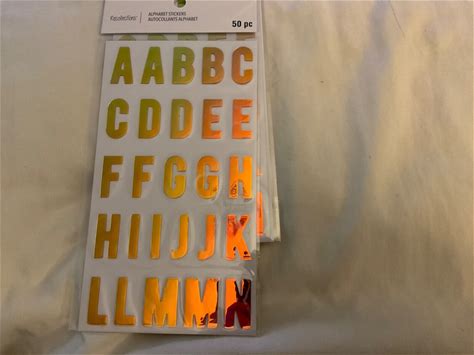 Recollections
ALPHABET STICKERS
AUTOCOLLANTS ALPHABET
50 pc
AABBC
CDDEE
FFGGH
HIIJJK
LLMMN